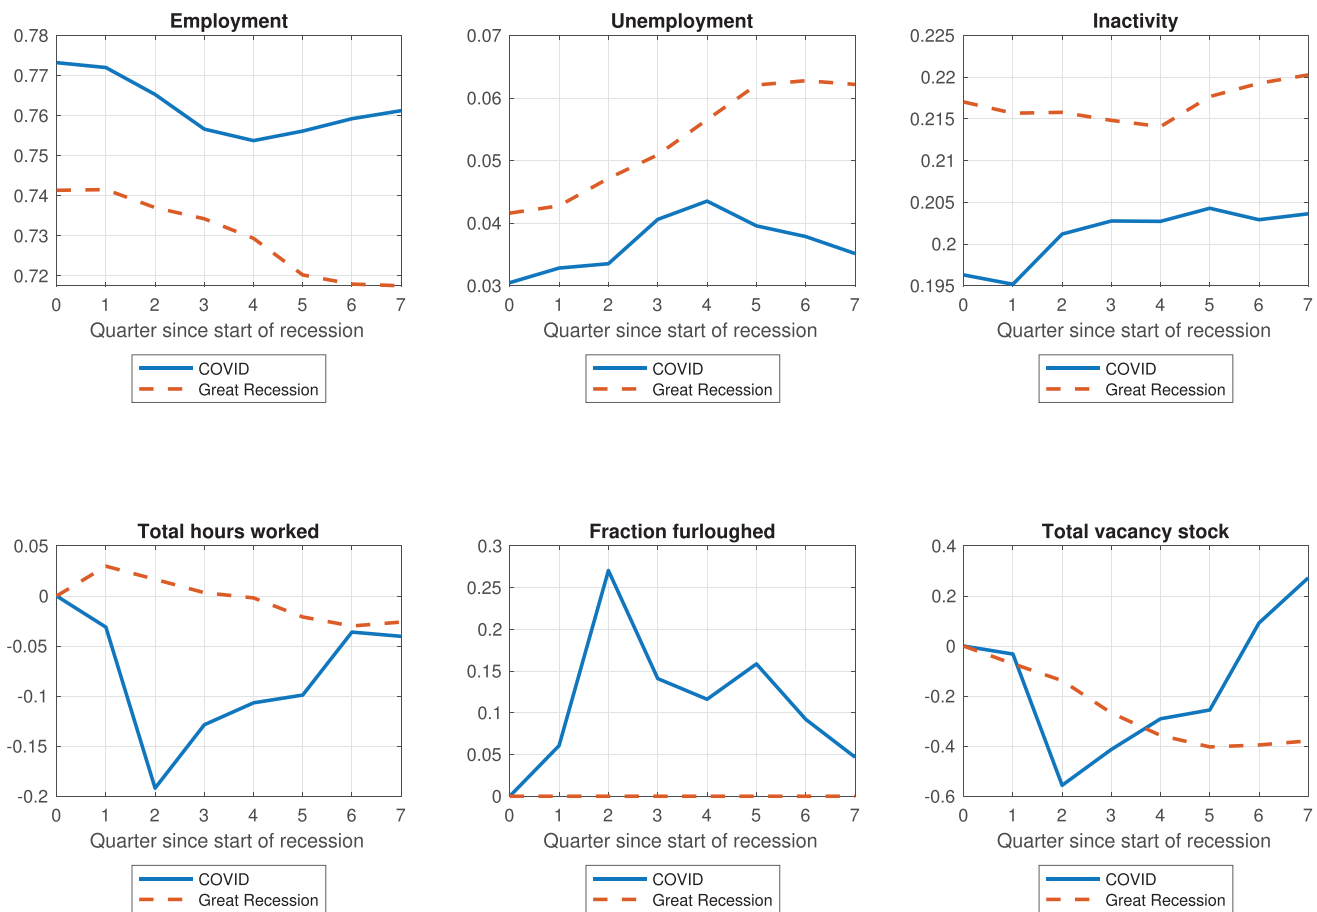 Employment
0.78
0.77
0.76
0.75
0.74
0.73
0.72
0 1 2 3 4 5 6 7
Quarter since start of recession
COVID
Great Recession
Unemployment
0.07
0.06
0.05
0.04
0.03
0 1 2 3 4 5 6 7
Quarter since start of recession
COVID
Great Recession
Inactivity
0.225
0.22
0.215
0.21
0.205
0.2
0.195
0 1 2 3 4 5 6 7
Quarter since start of recession
COVID
Great Recession
Total hours worked
0.05
0
-0.05
-0.1
-0.15
-0.2
0 1 2 3 4 5 6 7
Quarter since start of recession
COVID
Great Recession
Fraction furloughed
0.3
0.25
0.2
0.15
0.1
0.05
0
0 1 2 3 4 5 6 7
Quarter since start of recession
COVID
Great Recession
Total vacancy stock
0.4
0.2
0
-0.2
-0.4
-0.6
0 1 2 3 4 5 6 7
Quarter since start of recession
COVID
Great Recession